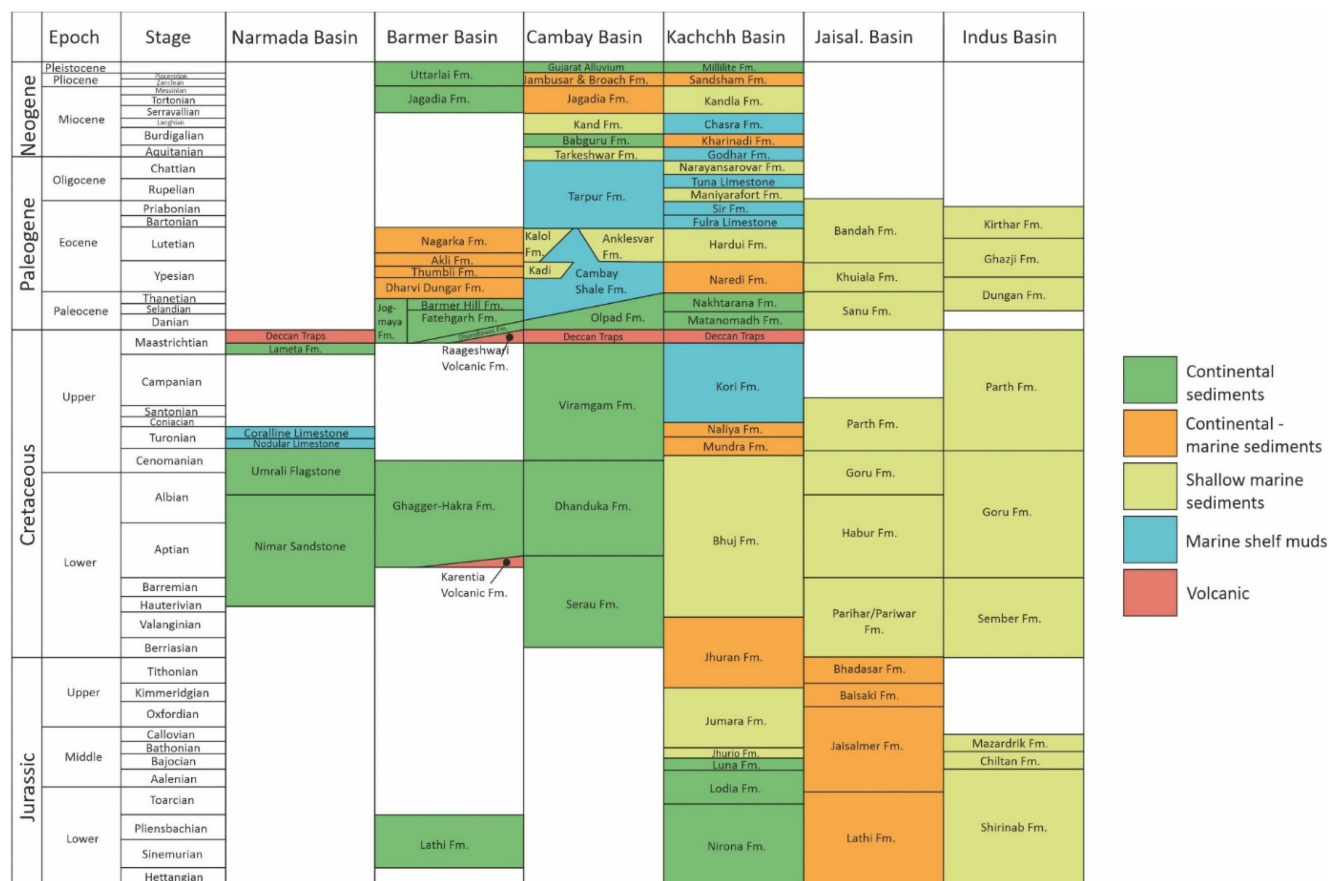 Epoch
Stage
Narmada Basin
Barmer Basin
Cambay Basin
Kachchh Basin
Jaisal. Basin
Indus Basin
Neogene
Paleogene
Cretaceous
Jurassic
Pleistocene
Pliocene
Miocene
Oligocene
Eocene
Paleocene
Upper
Lower
Upper
Middle
Lower
Piacenzian
Zanclean
Messinian
Tortonian
Serravallian
Langhian
Burdigalian
Aquitanian
Chattian
Rupelian
Priabonian
Bartonian
Lutetian
Ypesian
Thanetian
Selandian
Danian
Maastrichtian
Campanian
Santonian
Coniacian
Turonian
Cenomanian
Albian
Aptian
Barremian
Hauterivian
Valanginian
Berriasian
Tithonian
Kimmeridgian
Oxfordian
Callovian
Bathonian
Bajocian
Aalenian
Toarcian
Pliensbachian
Sinemurian
Hettangian
Deccan Traps
Lameta Fm.
Coralline Limestone
Nodular Limestone
Umrali Flagstone
Nimar Sandstone
Uttarlai Fm.
Jagadia Fm.
Nagarka Fm.
Akli Fm.
Thumbli Fm.
Dharvi Dungar Fm.
Jog-
maya
Fm.
Barmer Hill Fm.
Fatehgarh Fm.
Raageshwari
Volcanic Fm.
Ghagger-Hakra Fm.
Karentia
Volcanic Fm.
Lathi Fm.
Gujarat Alluvium
Jambusar & Broach Fm.
Jagadia Fm.
Kand Fm.
Babguru Fm.
Tarkeshwar Fm.
Tarpur Fm.
Kalol
Fm.
Anklesvar
Fm.
Kadi
Cambay
Shale Fm.
Olpad Fm.
Deccan Traps
Viramgam Fm.
Dhanduka Fm.
Serau Fm.
Millilite Fm.
Sandsham Fm.
Kandla Fm.
Chasra Fm.
Kharinadi Fm.
Godhar Fm.
Narayansarovar Fm.
Tuna Limestone
Maniyarafort Fm.
Sir Fm.
Fulra Limestone
Hardui Fm.
Naredi Fm.
Nakhtarana Fm.
Matanomadh Fm.
Deccan Traps
Kori Fm.
Naliya Fm.
Mundra Fm.
Bhuj Fm.
Jhuran Fm.
Jumara Fm.
Jhurio Fm.
Luna Fm.
Lodia Fm.
Nirona Fm.
Bandah Fm.
Khuiala Fm.
Sanu Fm.
Parth Fm.
Goru Fm.
Habur Fm.
Parihar/Pariwar
Fm.
Bhadasar Fm.
Baisaki Fm.
Jaisalmer Fm.
Lathi Fm.
Kirthar Fm.
Ghazji Fm.
Dungan Fm.
Parth Fm.
Goru Fm.
Sember Fm.
Mazardrik Fm.
Chiltan Fm.
Shirinab Fm.
Continental
sediments
Continental -
marine sediments
Shallow marine
sediments
Marine shelf muds
Volcanic